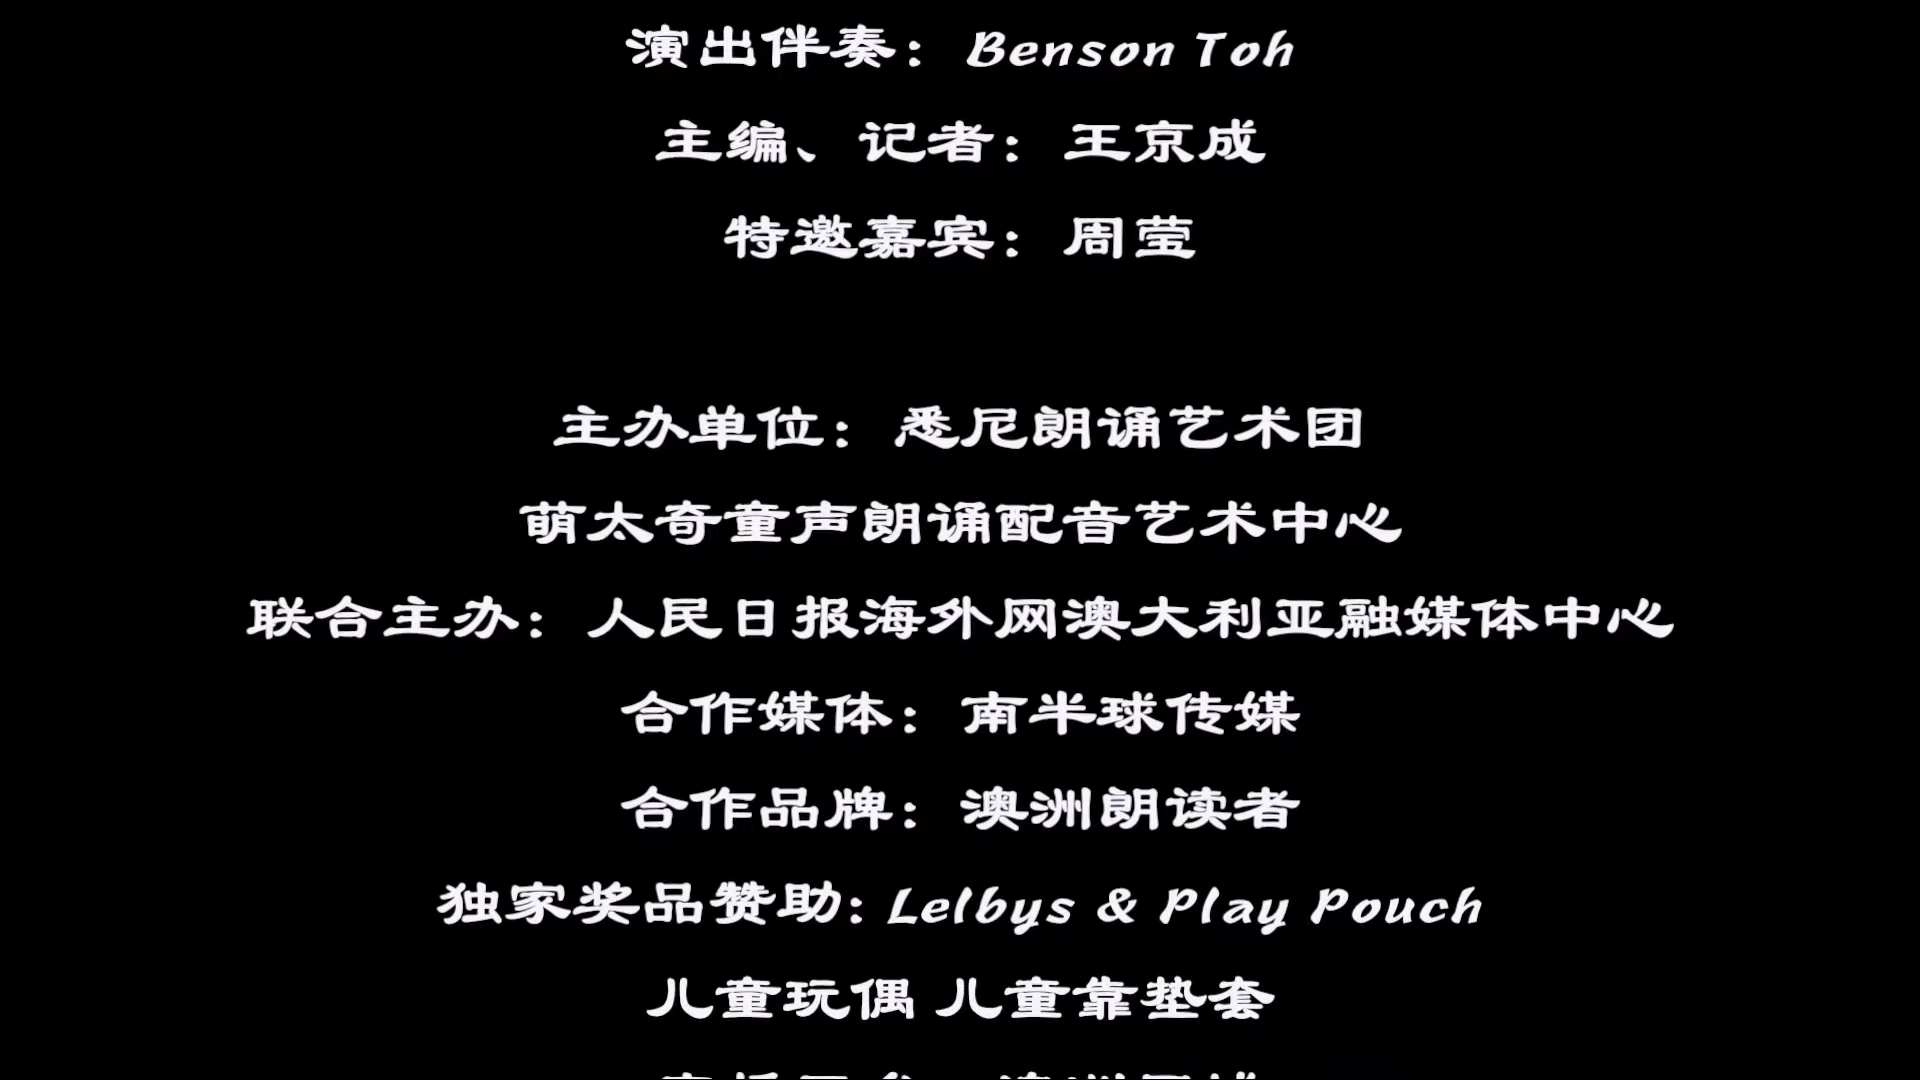 演出伴奏：Benson Toh
主编、记者：王京成
特邀嘉宾：周莹
主办单位：悉尼朗诵艺术团
萌太奇童声朗诵配音艺术中心
联合主办：人民日报海外网澳大利亚融媒体中心
合作媒体：南半球传媒
合作品牌：澳洲朗读者
独家奖品赞助: Lelbys & Play Pouch
儿童玩偶 儿童靠垫套